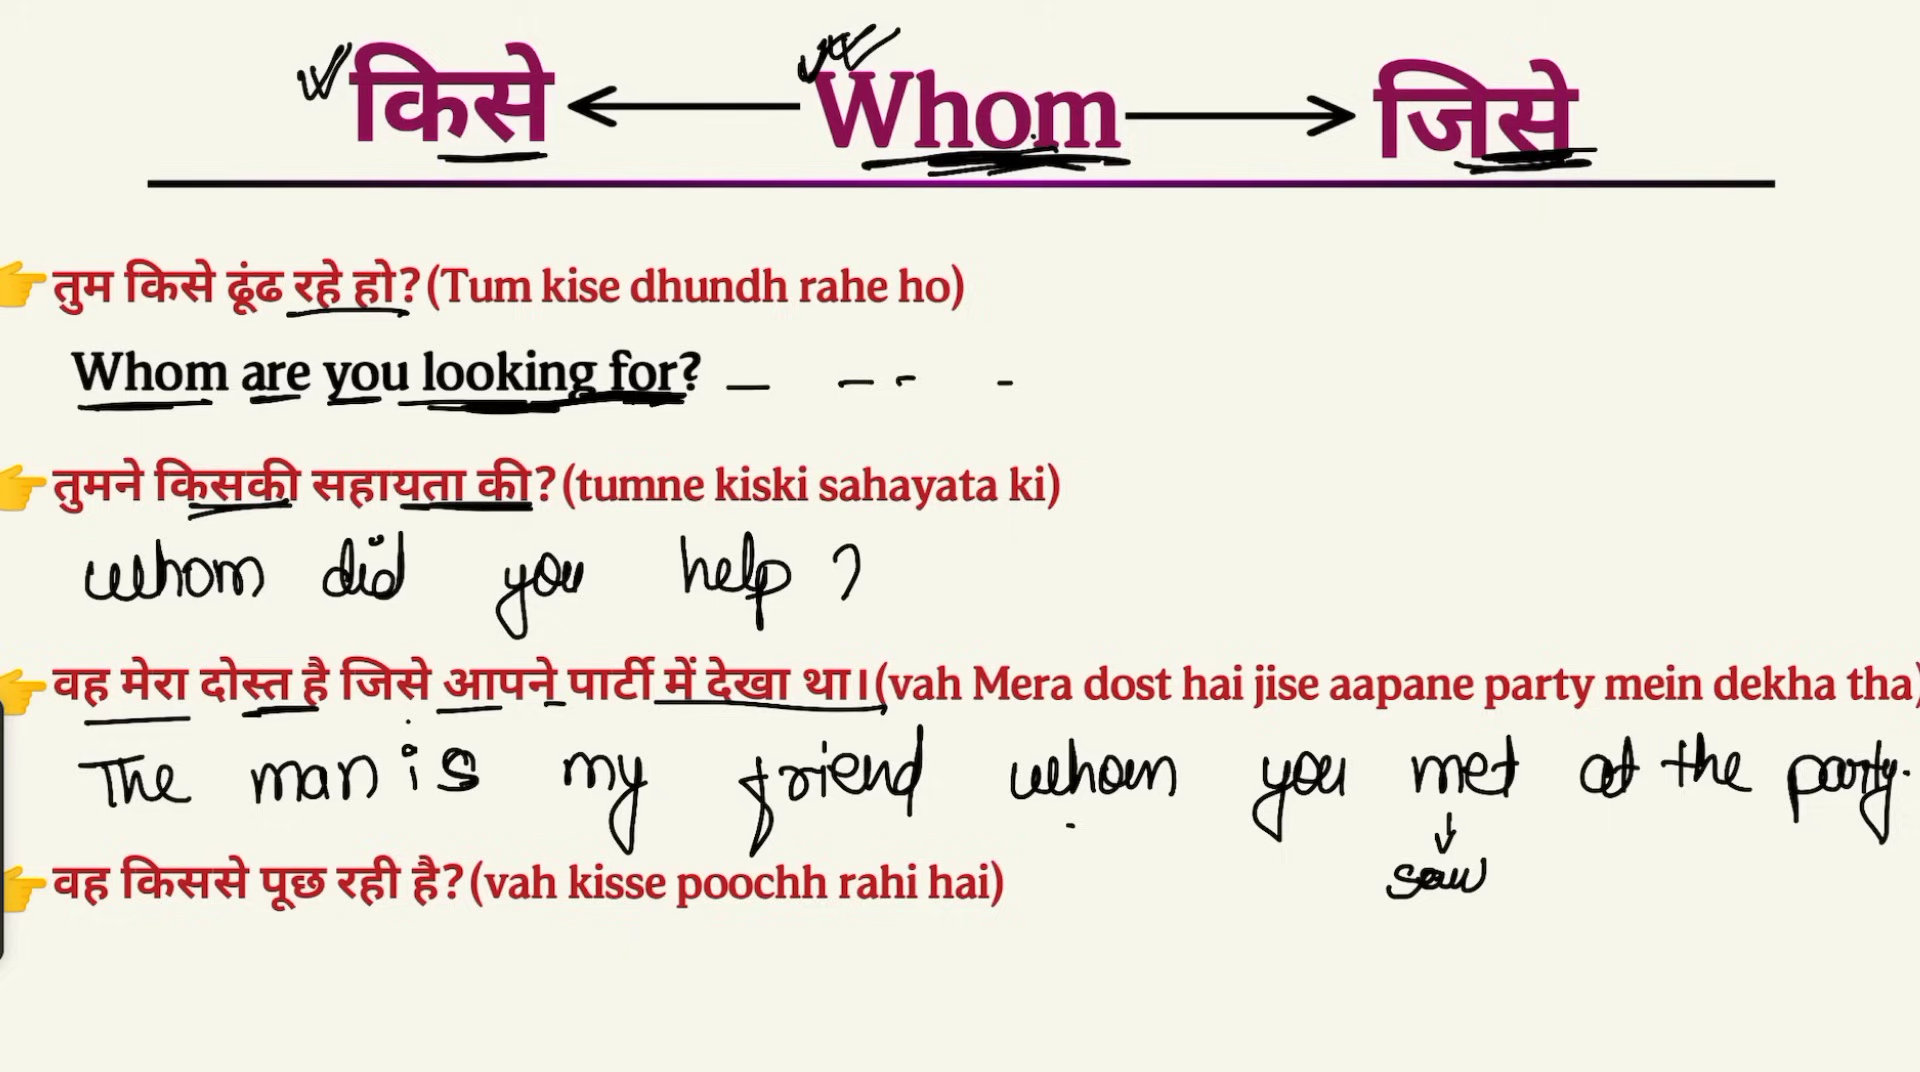 किसे Whom जिसे
तुम किसे ढूंढ रहे हो? (Tum kise dhundh rahe ho)
Whom are you looking for?
तुमने किसकी सहायता की? (tumne kiski sahayata ki)
whom did you help ?
वह मेरा दोस्त है जिसे आपने पार्टी में देखा था। (vah Mera dost hai jise aapane party mein dekha tha)
The man is my friend whom you met at the party.
saw
वह किससे पूछ रही है? (vah kisse poochh rahi hai)